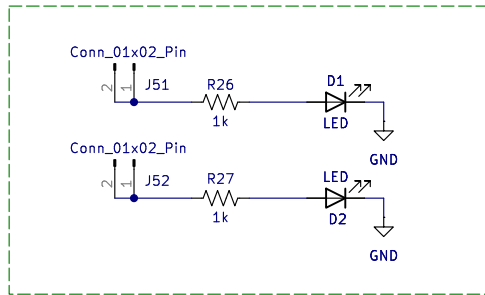 Conn_01x02_Pin
2
1
J51
R26
1k
D1
LED
GND
Conn_01x02_Pin
2
1
J52
R27
1k
LED
D2
GND